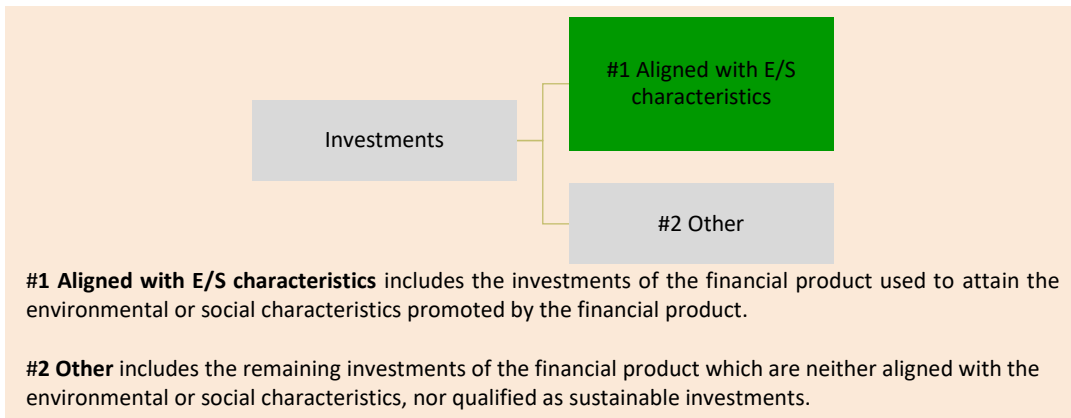 #1 Aligned with E/S
characteristics
Investments
#2 Other
#1 Aligned with E/S characteristics includes the investments of the financial product used to attain the
environmental or social characteristics promoted by the financial product.
#2 Other includes the remaining investments of the financial product which are neither aligned with the
environmental or social characteristics, nor qualified as sustainable investments.